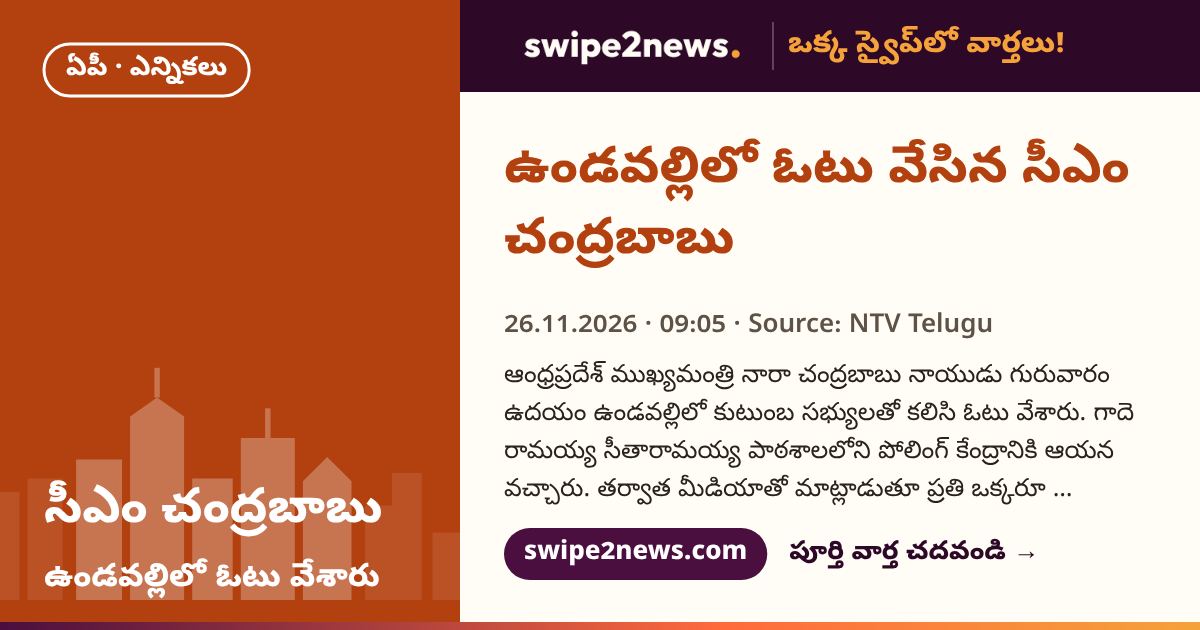 ఏపీ · ఎన్నికలు
సీఎం చంద్రబాబు
ఉండవల్లిలో ఓటు వేశారు
swipe2news.
ఒక్క స్వైప్‌లో వార్తలు!
ఉండవల్లిలో ఓటు వేసిన సీఎం
చంద్రబాబు
26.11.2026 · 09:05 · Source: NTV Telugu
ఆంధ్రప్రదేశ్ ముఖ్యమంత్రి నారా చంద్రబాబు నాయుడు గురువారం
ఉదయం ఉండవల్లిలో కుటుంబ సభ్యులతో కలిసి ఓటు వేశారు. గాదె
రామయ్య సీతారామయ్య పాఠశాలలోని పోలింగ్ కేంద్రానికి ఆయన
వచ్చారు. తర్వాత మీడియాతో మాట్లాడుతూ ప్రతి ఒక్కరూ ...
swipe2news.com
పూర్తి వార్త చదవండి →